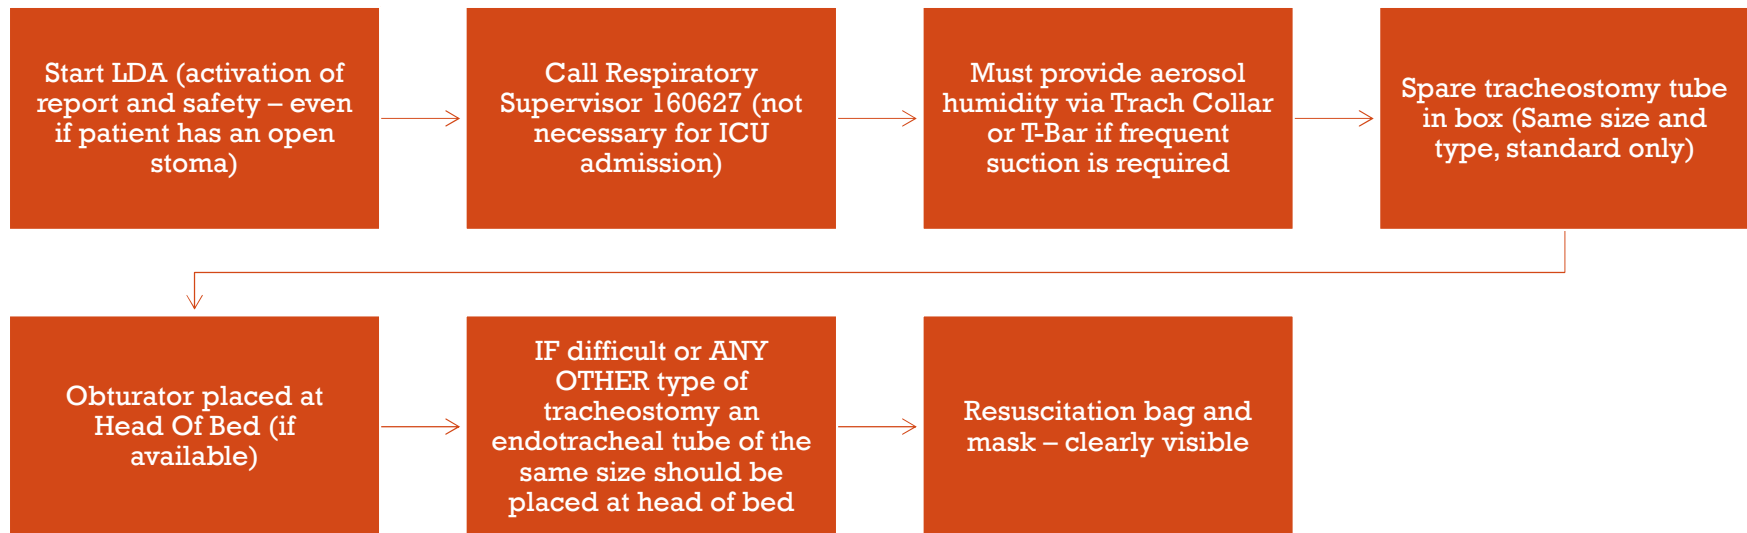 Start LDA (activation of
report and safety – even
if patient has an open
stoma)
Call Respiratory
Supervisor 160627 (not
necessary for ICU
admission)
Must provide aerosol
humidity via Trach Collar
or T-Bar if frequent
suction is required
Spare tracheostomy tube
in box (Same size and
type, standard only)
Obturator placed at
Head Of Bed (if
available)
IF difficult or ANY
OTHER type of
tracheostomy an
endotracheal tube of the
same size should be
placed at head of bed
Resuscitation bag and
mask – clearly visible